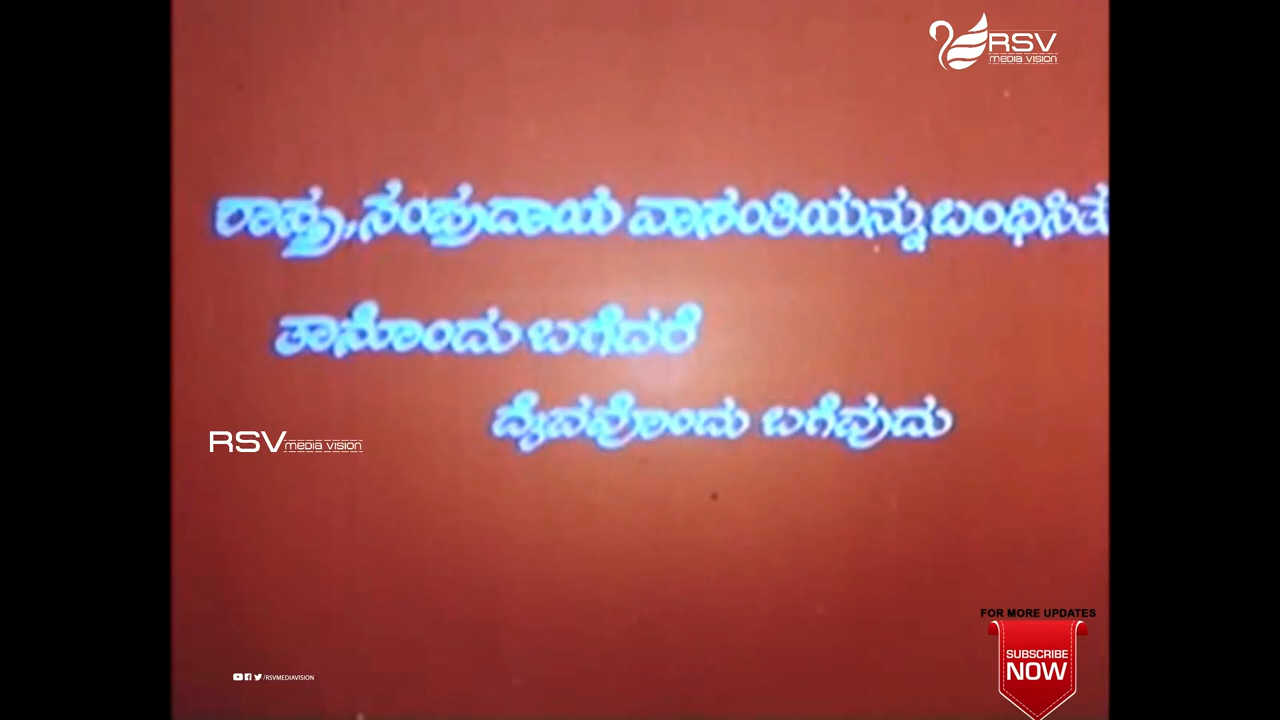 RSV
media vision
ಶಾಸ್ತ್ರ, ಸಂಪ್ರದಾಯ ವಾಸಂತಿಯನ್ನು ಬಂಧಿಸಿತು
ತಾನೊಂದು ಬಗೆದರೆ
ದೈವವೊಂದು ಬಗೆವುದು
RSV media vision
FOR MORE UPDATES
SUBSCRIBE
NOW
/RSVMEDIAVISION